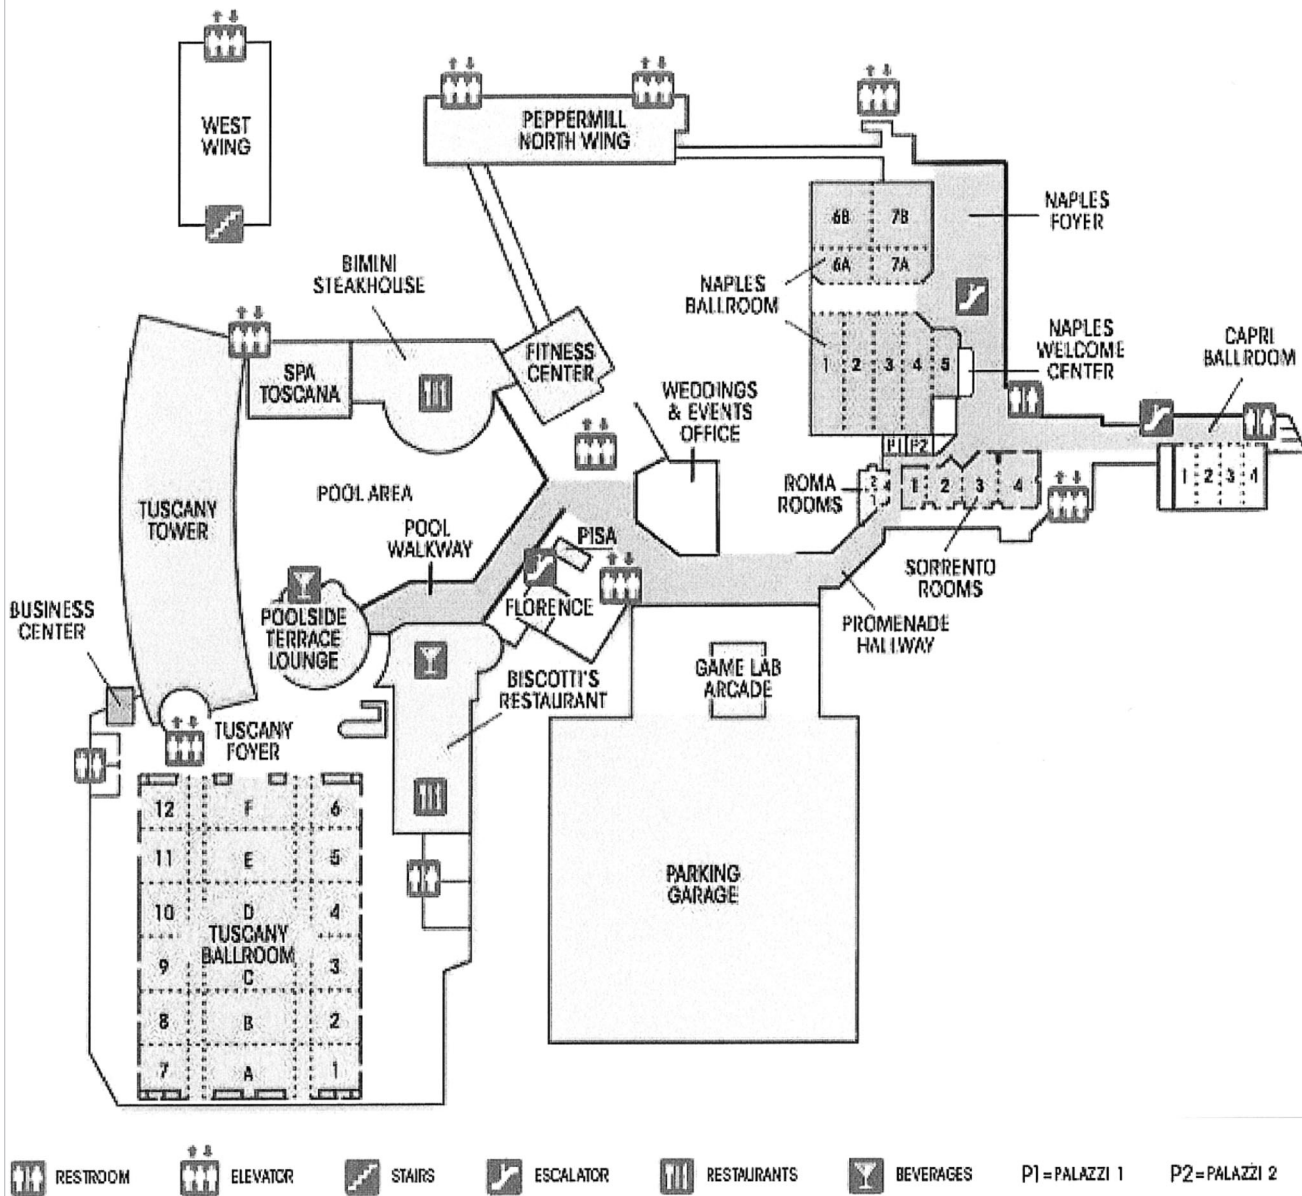 WEST
WING
PEPPERMILL
NORTH WING
6B
7B
6A
7A
NAPLES
FOYER
BIMINI
STEAKHOUSE
NAPLES
BALLROOM
NAPLES
WELCOME
CENTER
CAPRI
BALLROOM
1
2
3
4
5
FITNESS
CENTER
SPA
TOSCANA
WEDDINGS
& EVENTS
OFFICE
P1
P2
ROMA
ROOMS
2
4
1
1
2
3
4
1
2
3
4
POOL AREA
TUSCANY
TOWER
POOL
WALKWAY
PISA
SORRENTO
ROOMS
BUSINESS
CENTER
POOLSIDE
TERRACE
LOUNGE
FLORENCE
PROMENADE
HALLWAY
BISCOTTI'S
RESTAURANT
GAME LAB
ARCADE
TUSCANY
FOYER
12
F
6
11
E
5
10
D
4
TUSCANY
BALLROOM
9
C
3
8
B
2
7
A
1
PARKING
GARAGE
RESTROOM
ELEVATOR
STAIRS
ESCALATOR
RESTAURANTS
BEVERAGES
P1=PALAZZI 1
P2=PALAZZI 2